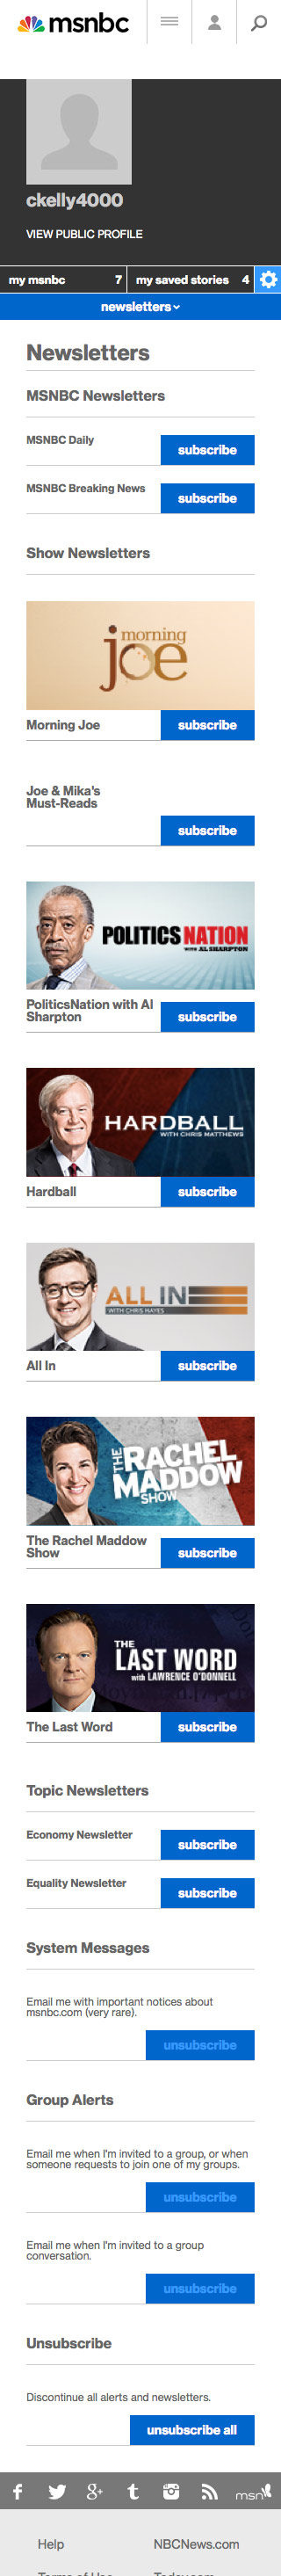 msnbc
ckelly4000
VIEW PUBLIC PROFILE
my msnbc 7 my saved stories 4
newsletters
Newsletters
MSNBC Newsletters
MSNBC Daily
subscribe
MSNBC Breaking News
subscribe
Show Newsletters
morning
joe
Morning Joe
subscribe
Joe & Mika's
Must-Reads
subscribe
POLITICS NATION
WITH AL SHARPTON
PoliticsNation with Al
Sharpton
subscribe
HARDBALL
WITH CHRIS MATTHEWS
Hardball
subscribe
ALL IN
WITH CHRIS HAYES
All In
subscribe
THE
RACHEL
MADDOW
SHOW
The Rachel Maddow
Show
subscribe
THE
LAST WORD
with LAWRENCE O'DONNELL
The Last Word
subscribe
Topic Newsletters
Economy Newsletter
subscribe
Equality Newsletter
subscribe
System Messages
Email me with important notices about
msnbc.com (very rare).
unsubscribe
Group Alerts
Email me when I'm invited to a group, or when
someone requests to join one of my groups.
unsubscribe
Email me when I'm invited to a group
conversation.
unsubscribe
Unsubscribe
Discontinue all alerts and newsletters.
unsubscribe all
msn
Help NBCNews.com
Terms of Use Today.com